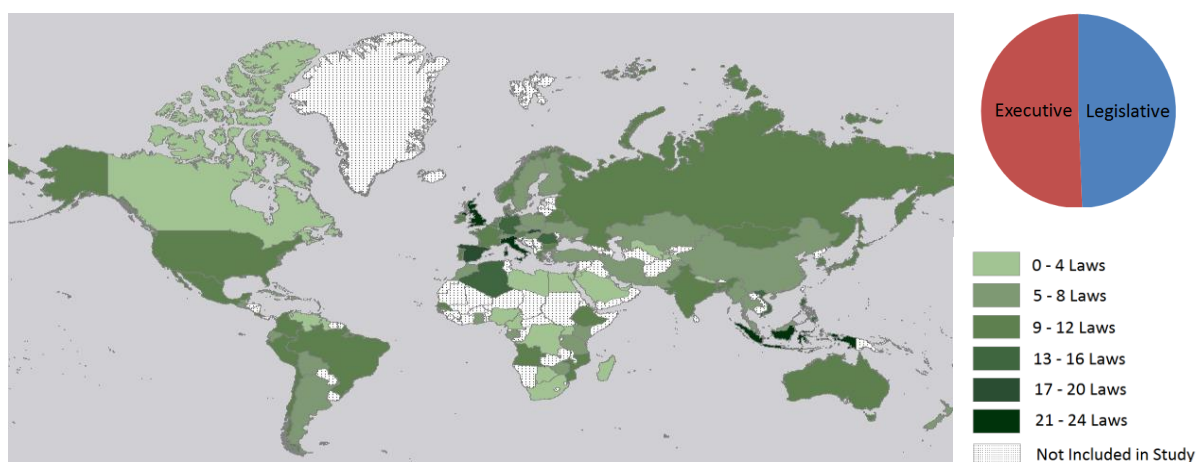 Executive Legislative
0 - 4 Laws
5 - 8 Laws
9 - 12 Laws
13 - 16 Laws
17 - 20 Laws
21 - 24 Laws
Not Included in Study